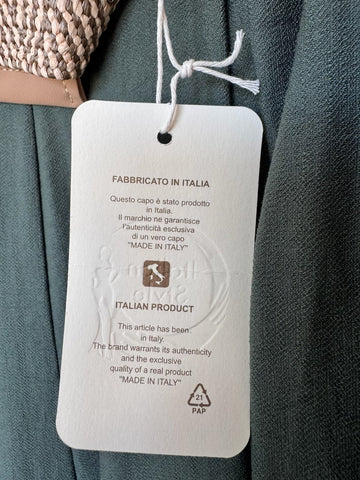 FABBRICATO IN ITALIA
Questo capo è stato prodotto
in Italia.
Il marchio ne garantisce
l'autenticità esclusiva
di un vero capo
"MADE IN ITALY"
Italian
Style
ITALIAN PRODUCT
This article has been
in Italy.
The brand warrants its authenticity
and the exclusive
quality of a real product
"MADE IN ITALY"
21
PAP